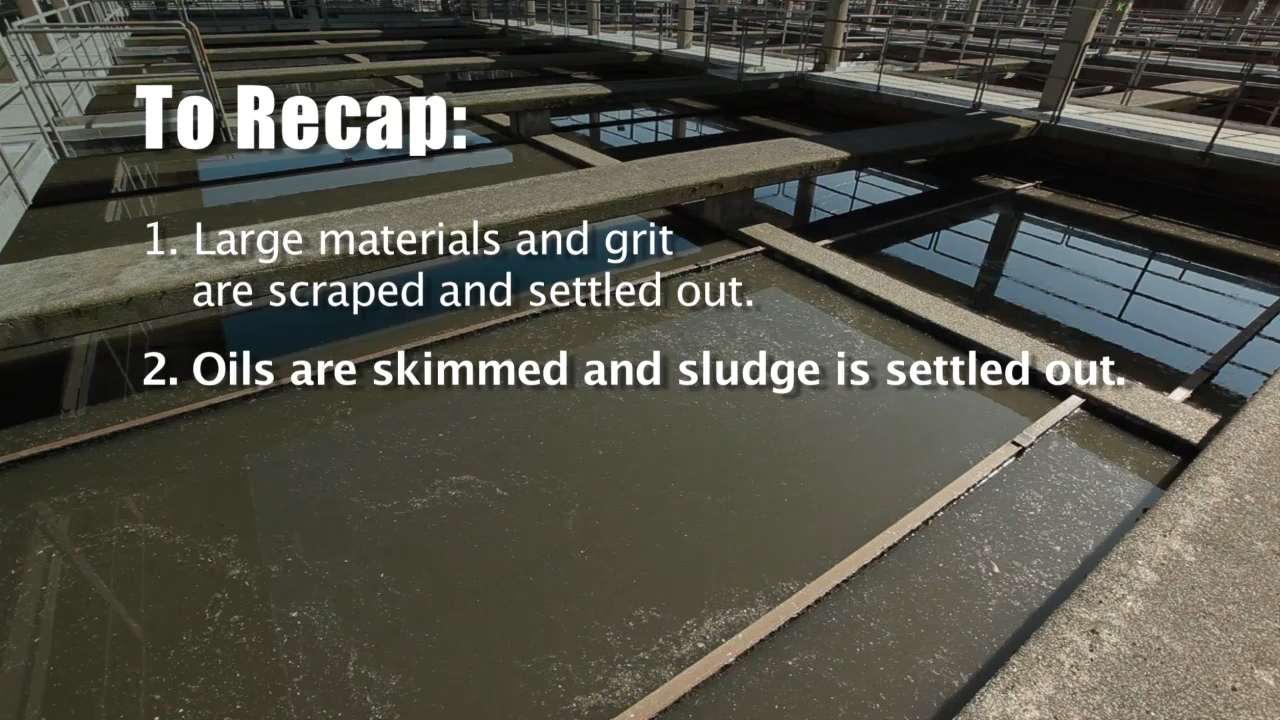 To Recap:
1. Large materials and grit
are scraped and settled out.
2. Oils are skimmed and sludge is settled out.